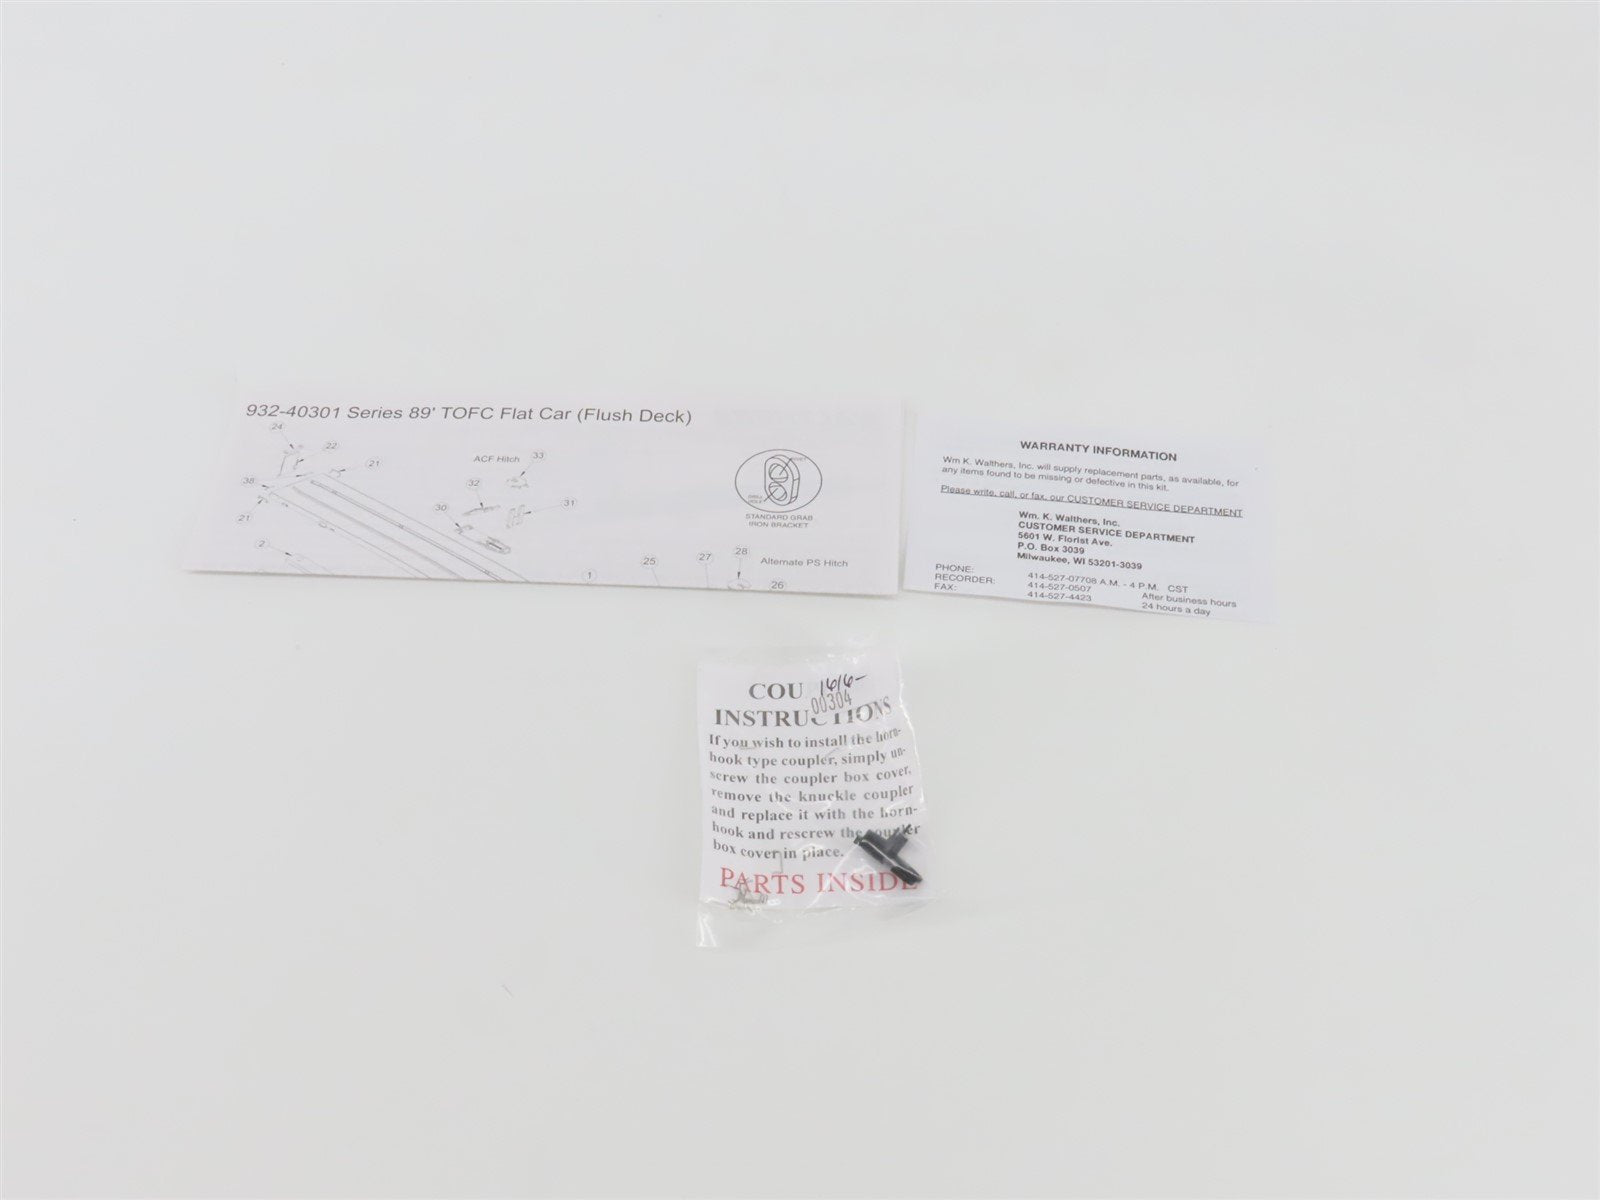 932-40301 Series 89' TOFC Flat Car (Flush Deck)
24
22
21
ACF Hitch
33
38
32
31
30
21
2
1
25
27
28
26
DRILL
HOLE
STANDARD GRAB
IRON BRACKET
Alternate PS Hitch
WARRANTY INFORMATION
Wm K. Walthers, Inc. will supply replacement parts, as available, for
any items found to be missing or defective in this kit.
Please write, call, or fax, our CUSTOMER SERVICE DEPARTMENT
Wm. K. Walthers, Inc.
CUSTOMER SERVICE DEPARTMENT
5601 W. Florist Ave.
P.O. Box 3039
Milwaukee, WI 53201-3039
PHONE: 414-527-07708 A.M. - 4 P.M. CST
RECORDER: 414-527-0507 After business hours
FAX: 414-527-4423 24 hours a day
COU
1616-
00304
INSTRUCTIONS
If you wish to install the horn-
hook type coupler, simply un-
screw the coupler box cover,
remove the knuckle coupler
and replace it with the horn-
hook and rescrew the coupler
box cover in place.
PARTS INSIDE